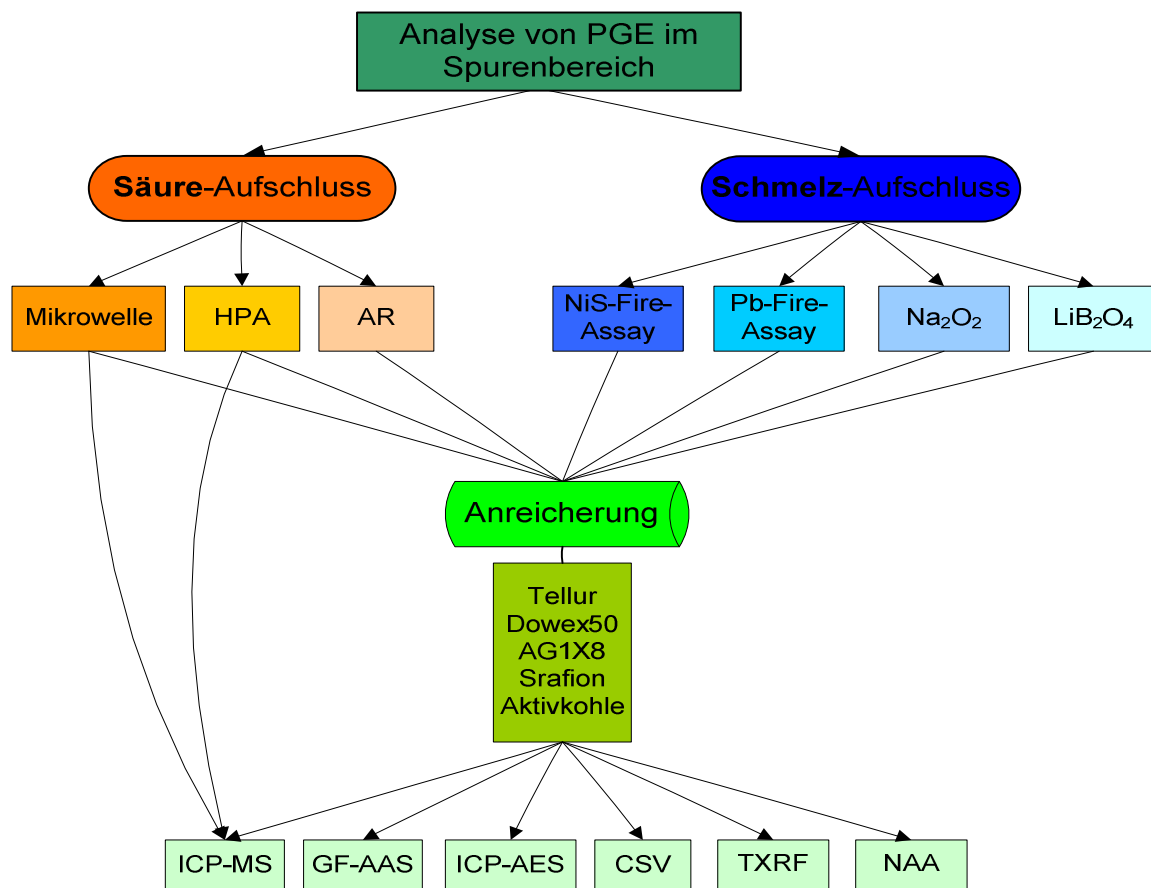 Analyse von PGE im
Spurenbereich
Säure-Aufschluss
Schmelz-Aufschluss
Mikrowelle
HPA
AR
NiS-Fire-
Assay
Pb-Fire-
Assay
Na₂O₂
LiB₂O₄
Anreicherung
Tellur
Dowex50
AG1X8
Srafion
Aktivkohle
ICP-MS
GF-AAS
ICP-AES
CSV
TXRF
NAA